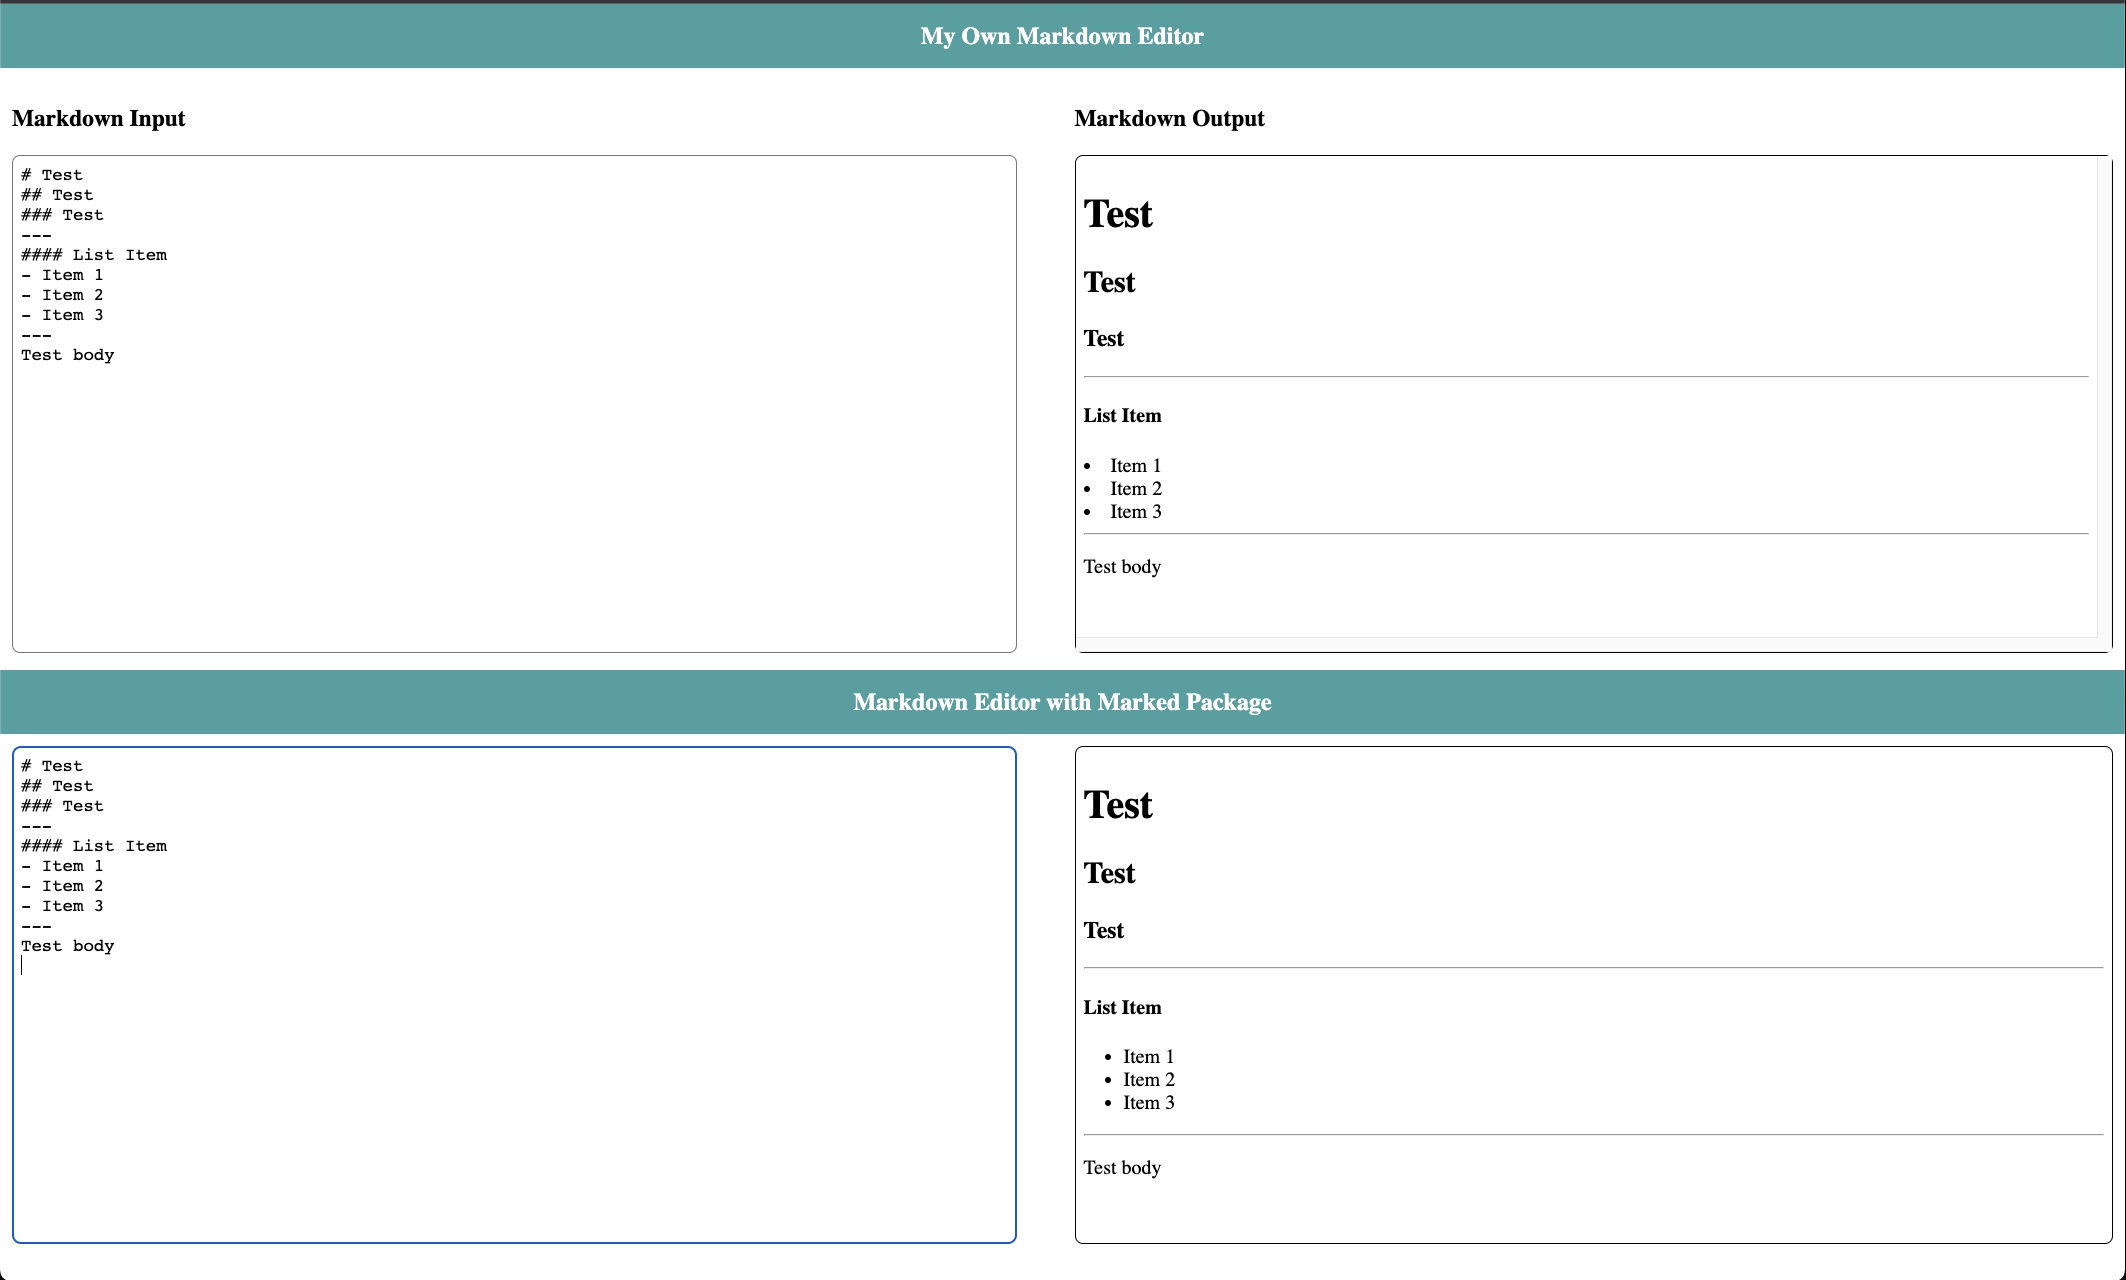 My Own Markdown Editor
Markdown Input
# Test
## Test
### Test
---
#### List Item
- Item 1
- Item 2
- Item 3
---
Test body
Markdown Output
Test
Test
Test
List Item
• Item 1
• Item 2
• Item 3
Test body
Markdown Editor with Marked Package
# Test
## Test
### Test
---
#### List Item
- Item 1
- Item 2
- Item 3
---
Test body
Test
Test
Test
List Item
• Item 1
• Item 2
• Item 3
Test body